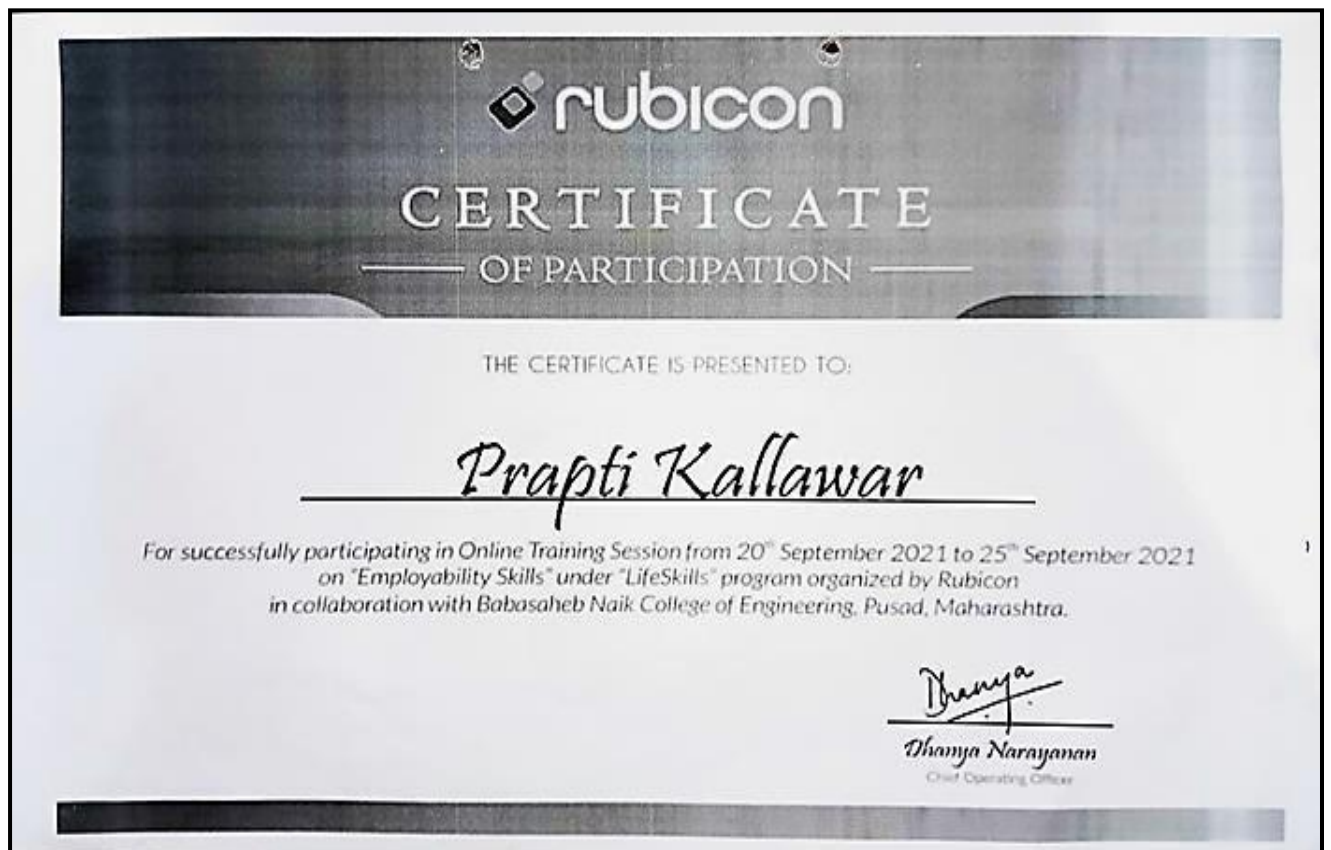 rubicon
CERTIFICATE
OF PARTICIPATION
THE CERTIFICATE IS PRESENTED TO:
Prapti Kallawar
For successfully participating in Online Training Session from 20th September 2021 to 25th September 2021
on "Employability Skills" under "LifeSkills" program organized by Rubicon
in collaboration with Babasaheb Naik College of Engineering, Pusad, Maharashtra.
Dhanya
Dhanya Narayanan
Chief Operating Officer